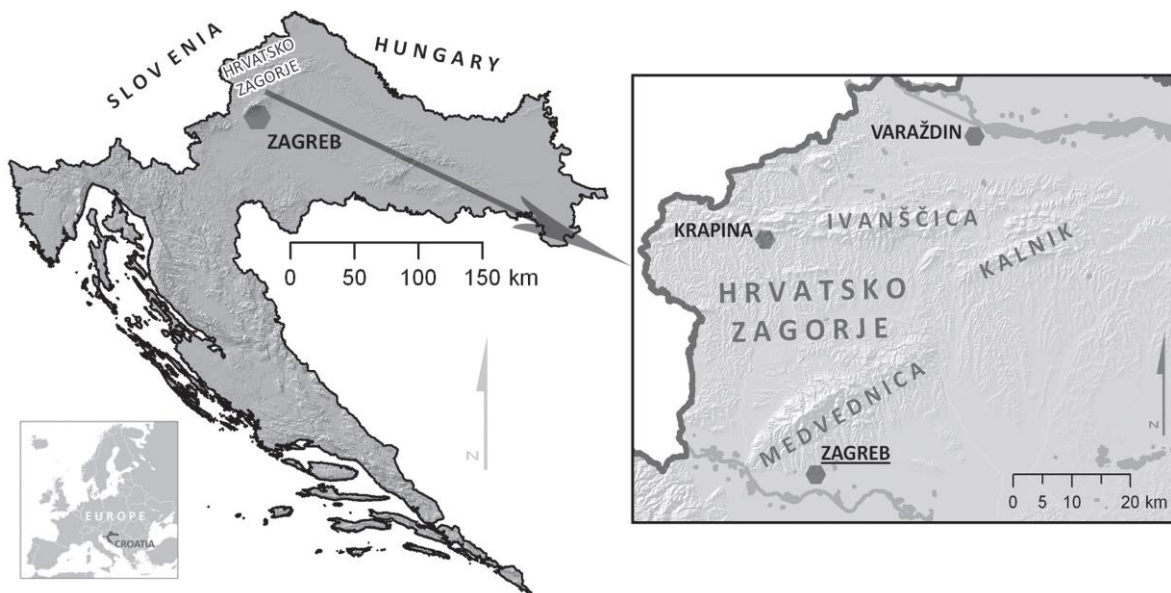 SLOVENIA
HUNGARY
HRVATSKO
ZAGORJE
ZAGREB
0 50 100 150 km
N
EUROPE
CROATIA
VARAŽDIN
IVANŠČICA
KRAPINA
KALNIK
HRVATSKO
ZAGORJE
MEDVEDNICA
ZAGREB
N
0 5 10 20 km